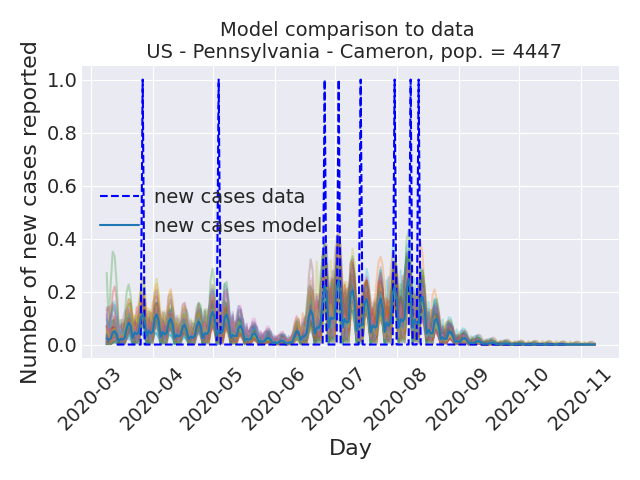 Model comparison to data
US - Pennsylvania - Cameron, pop. = 4447
Number of new cases reported
1.0
0.8
0.6
0.4
0.2
0.0
new cases data
new cases model
2020-03
2020-04
2020-05
2020-06
2020-07
2020-08
2020-09
2020-10
2020-11
Day